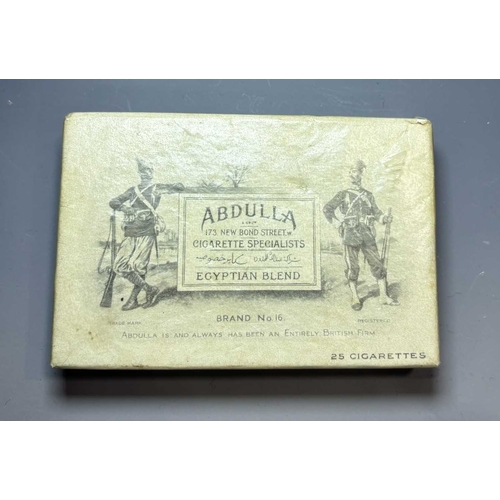 ABDULLA
173 NEW BOND STREET W.
CIGARETTE SPECIALISTS
EGYPTIAN BLEND
BRAND No. 16.
TRADE MARK
REGISTERED
ABDULLA IS AND ALWAYS HAS BEEN AN ENTIRELY BRITISH FIRM
25 CIGARETTES